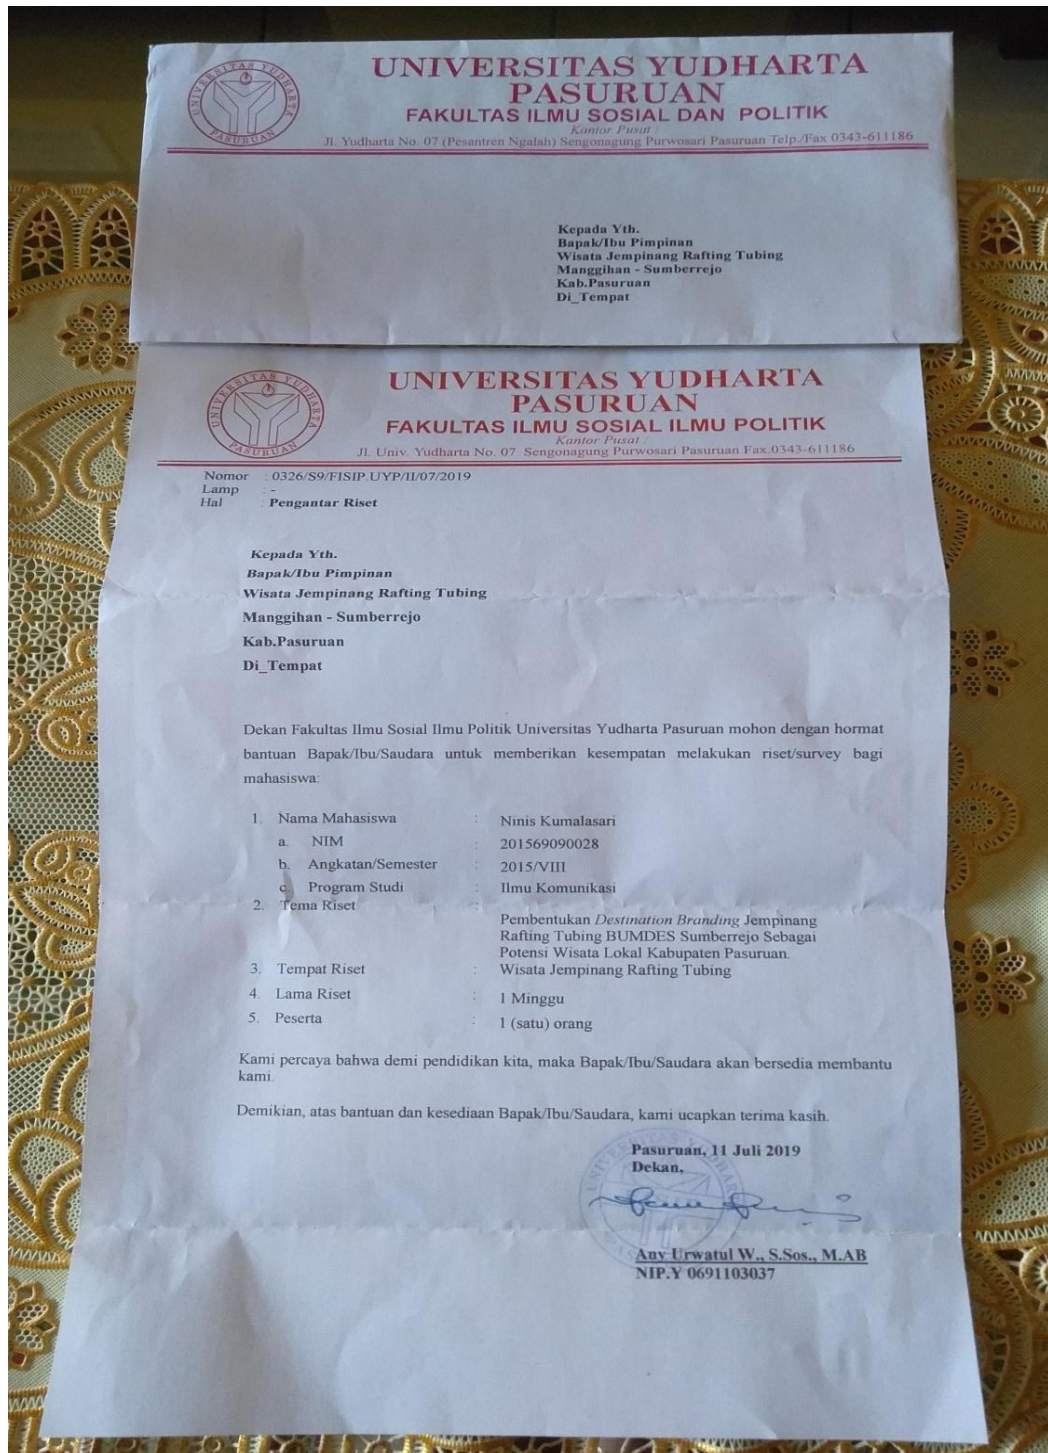 UNIVERSITAS YUDHARTA
PASURUAN
UNIVERSITAS YUDHARTA
PASURUAN
FAKULTAS ILMU SOSIAL DAN POLITIK
Kantor Pusat :
Jl. Yudharta No. 07 (Pesantren Ngalah) Sengonagung Purwosari Pasuruan Telp./Fax 0343-611186
Kepada Yth.
Bapak/Ibu Pimpinan
Wisata Jempinang Rafting Tubing
Manggihan - Sumberrejo
Kab.Pasuruan
Di_Tempat
UNIVERSITAS YUDHARTA
PASURUAN
UNIVERSITAS YUDHARTA
PASURUAN
FAKULTAS ILMU SOSIAL ILMU POLITIK
Kantor Pusat :
Jl. Univ. Yudharta No. 07 Sengonagung Purwosari Pasuruan Fax.0343-611186
Nomor : 0326/S9/FISIP.UYP/II/07/2019
Lamp : -
Hal : Pengantar Riset
Kepada Yth.
Bapak/Ibu Pimpinan
Wisata Jempinang Rafting Tubing
Manggihan - Sumberrejo
Kab.Pasuruan
Di_Tempat
Dekan Fakultas Ilmu Sosial Ilmu Politik Universitas Yudharta Pasuruan mohon dengan hormat
bantuan Bapak/Ibu/Saudara untuk memberikan kesempatan melakukan riset/survey bagi
mahasiswa:
1. Nama Mahasiswa : Ninis Kumalasari
a. NIM : 201569090028
b. Angkatan/Semester : 2015/VIII
c. Program Studi : Ilmu Komunikasi
2. Tema Riset :
Pembentukan Destination Branding Jempinang
Rafting Tubing BUMDES Sumberrejo Sebagai
Potensi Wisata Lokal Kabupaten Pasuruan.
3. Tempat Riset : Wisata Jempinang Rafting Tubing
4. Lama Riset : 1 Minggu
5. Peserta : 1 (satu) orang
Kami percaya bahwa demi pendidikan kita, maka Bapak/Ibu/Saudara akan bersedia membantu
kami.
Demikian, atas bantuan dan kesediaan Bapak/Ibu/Saudara, kami ucapkan terima kasih.
Pasuruan, 11 Juli 2019
Dekan,
Any Urwatul W., S.Sos., M.AB
NIP.Y 0691103037